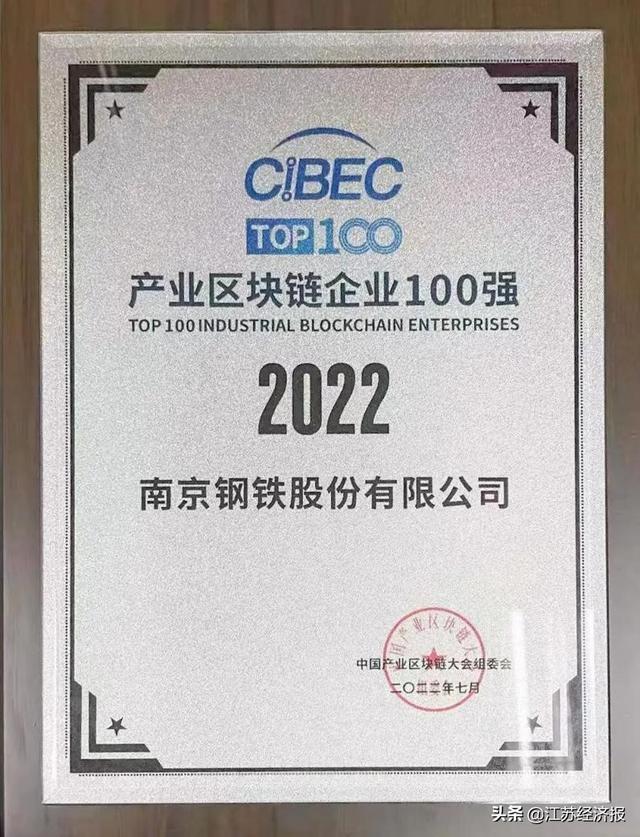 CiBEC
TOP 100
产业区块链企业100强
TOP 100 INDUSTRIAL BLOCKCHAIN ENTERPRISES
2022
南京钢铁股份有限公司
中国产业区块链大会组委会
二〇二二年七月
头条@江苏经济报